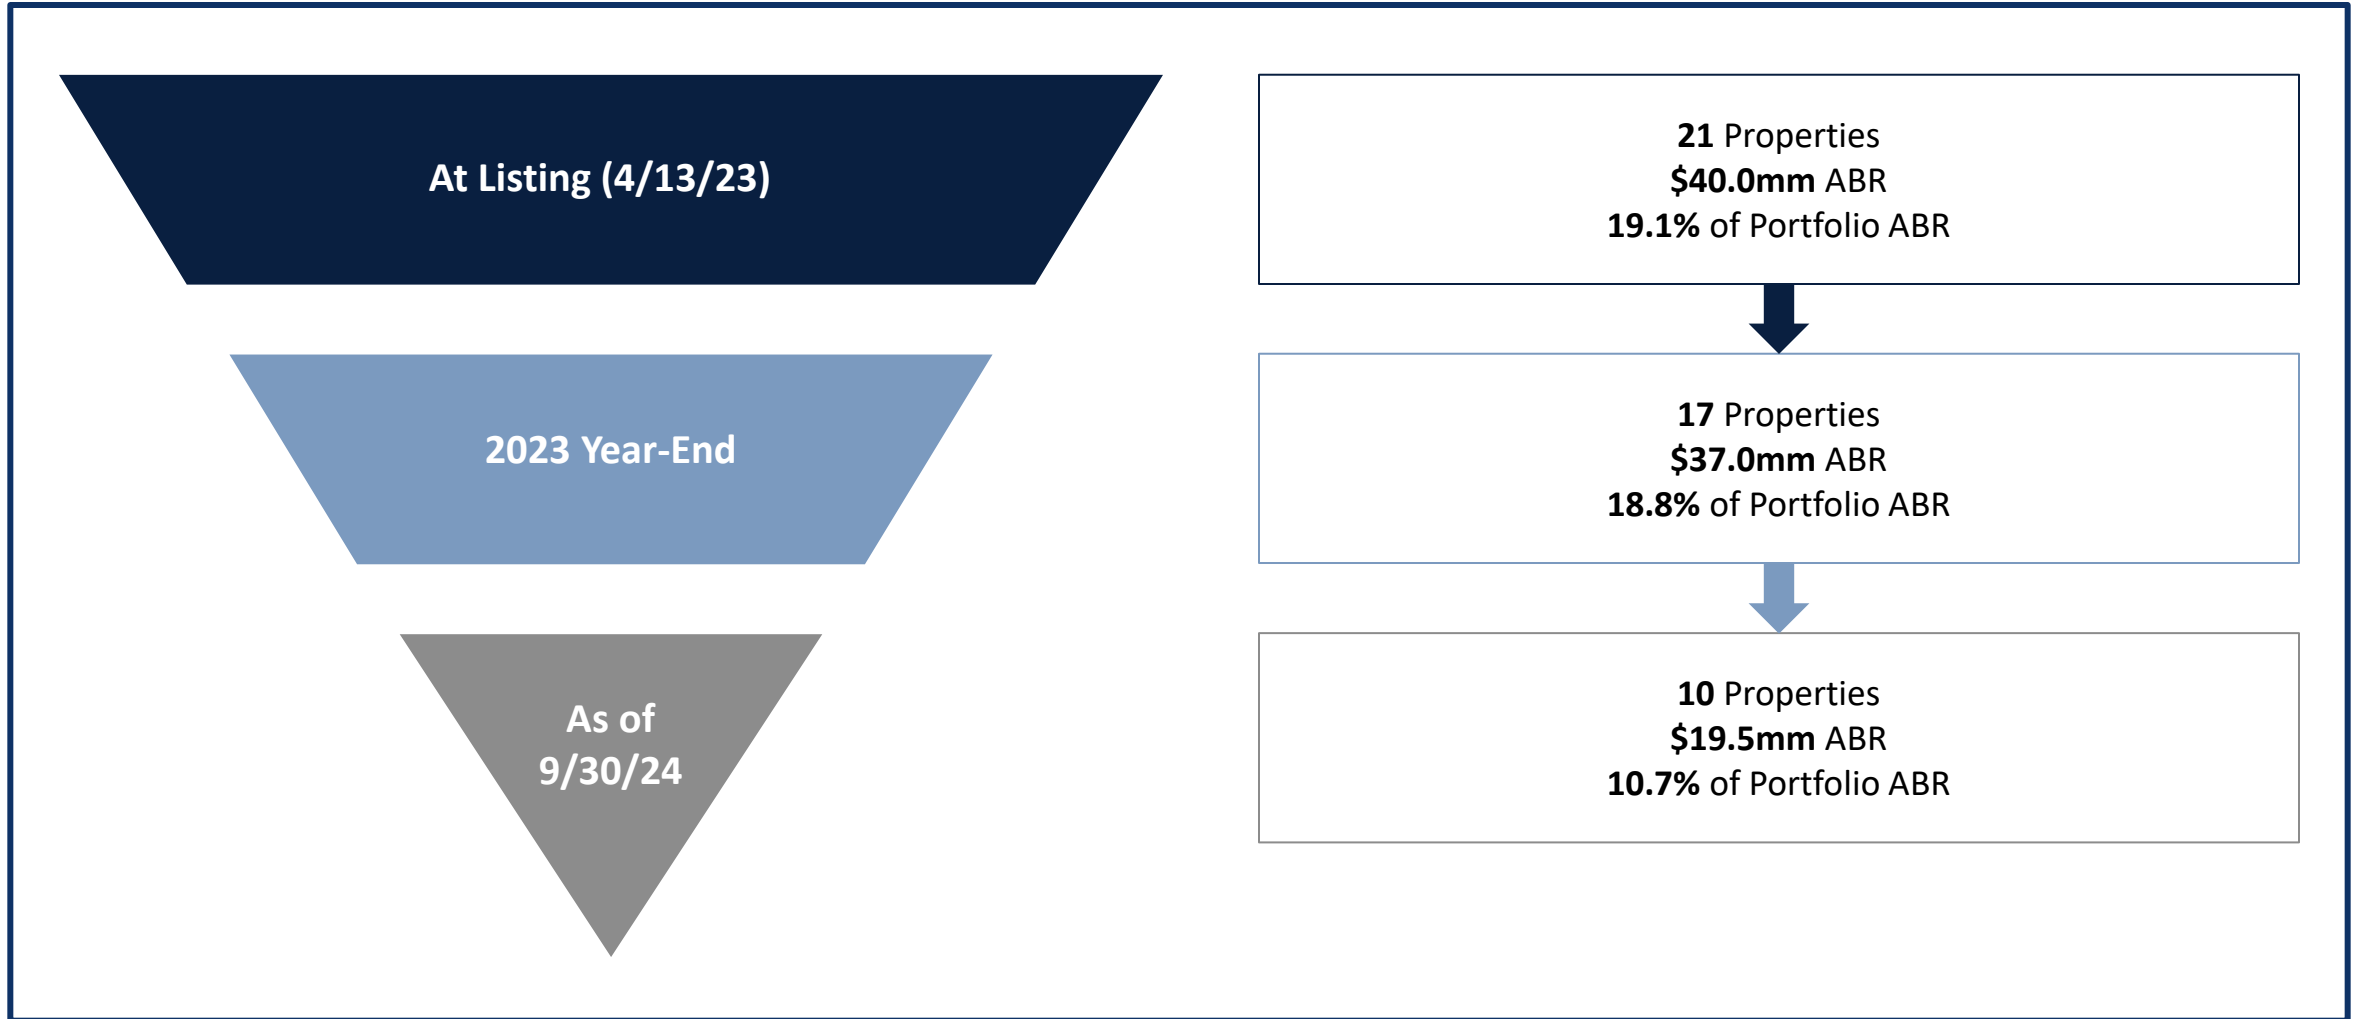 At Listing (4/13/23)
21 Properties
$40.0mm ABR
19.1% of Portfolio ABR
2023 Year-End
17 Properties
$37.0mm ABR
18.8% of Portfolio ABR
As of
9/30/24
10 Properties
$19.5mm ABR
10.7% of Portfolio ABR